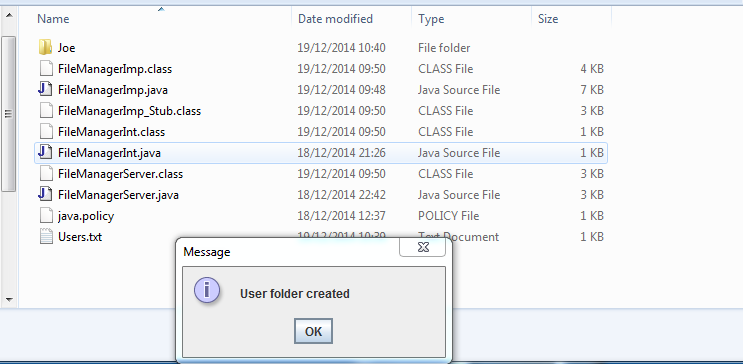 Name Date modified Type Size
Joe 19/12/2014 10:40 File folder
FileManagerImp.class 19/12/2014 09:50 CLASS File 4 KB
FileManagerImp.java 19/12/2014 09:48 Java Source File 7 KB
FileManagerImp_Stub.class 19/12/2014 09:50 CLASS File 3 KB
FileManagerInt.class 19/12/2014 09:50 CLASS File 1 KB
FileManagerInt.java 18/12/2014 21:26 Java Source File 1 KB
FileManagerServer.class 19/12/2014 09:50 CLASS File 3 KB
FileManagerServer.java 18/12/2014 22:42 Java Source File 3 KB
java.policy 18/12/2014 12:37 POLICY File 1 KB
Users.txt 19/12/2014 10:39 Text Document 1 KB
Message
User folder created
OK